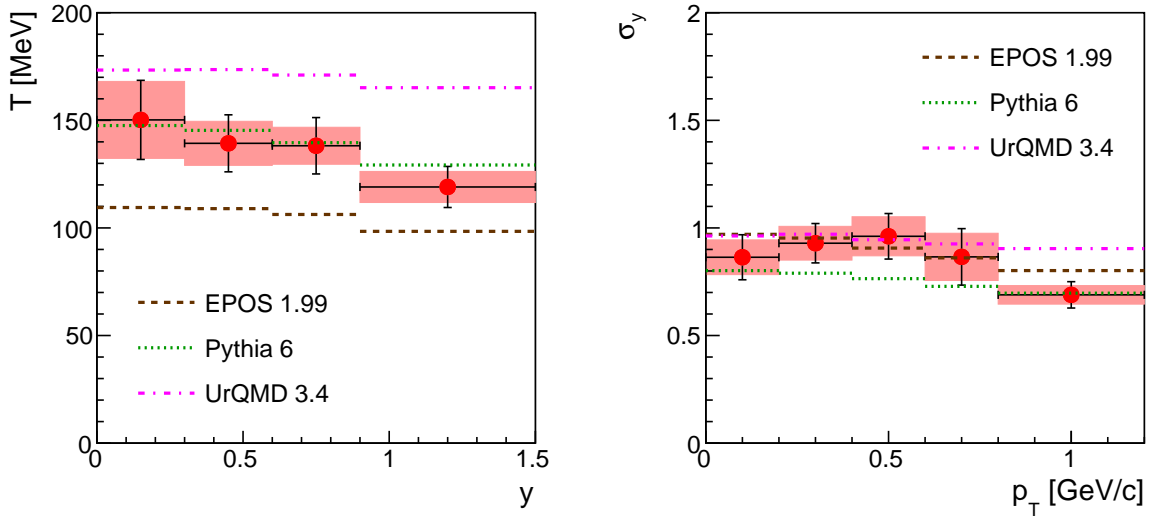 T [MeV]
200
150
100
50
0
EPOS 1.99
Pythia 6
UrQMD 3.4
0 0.5 1 1.5
y
σy
2
1.5
1
0.5
0
EPOS 1.99
Pythia 6
UrQMD 3.4
0 0.5 1
pT [GeV/c]